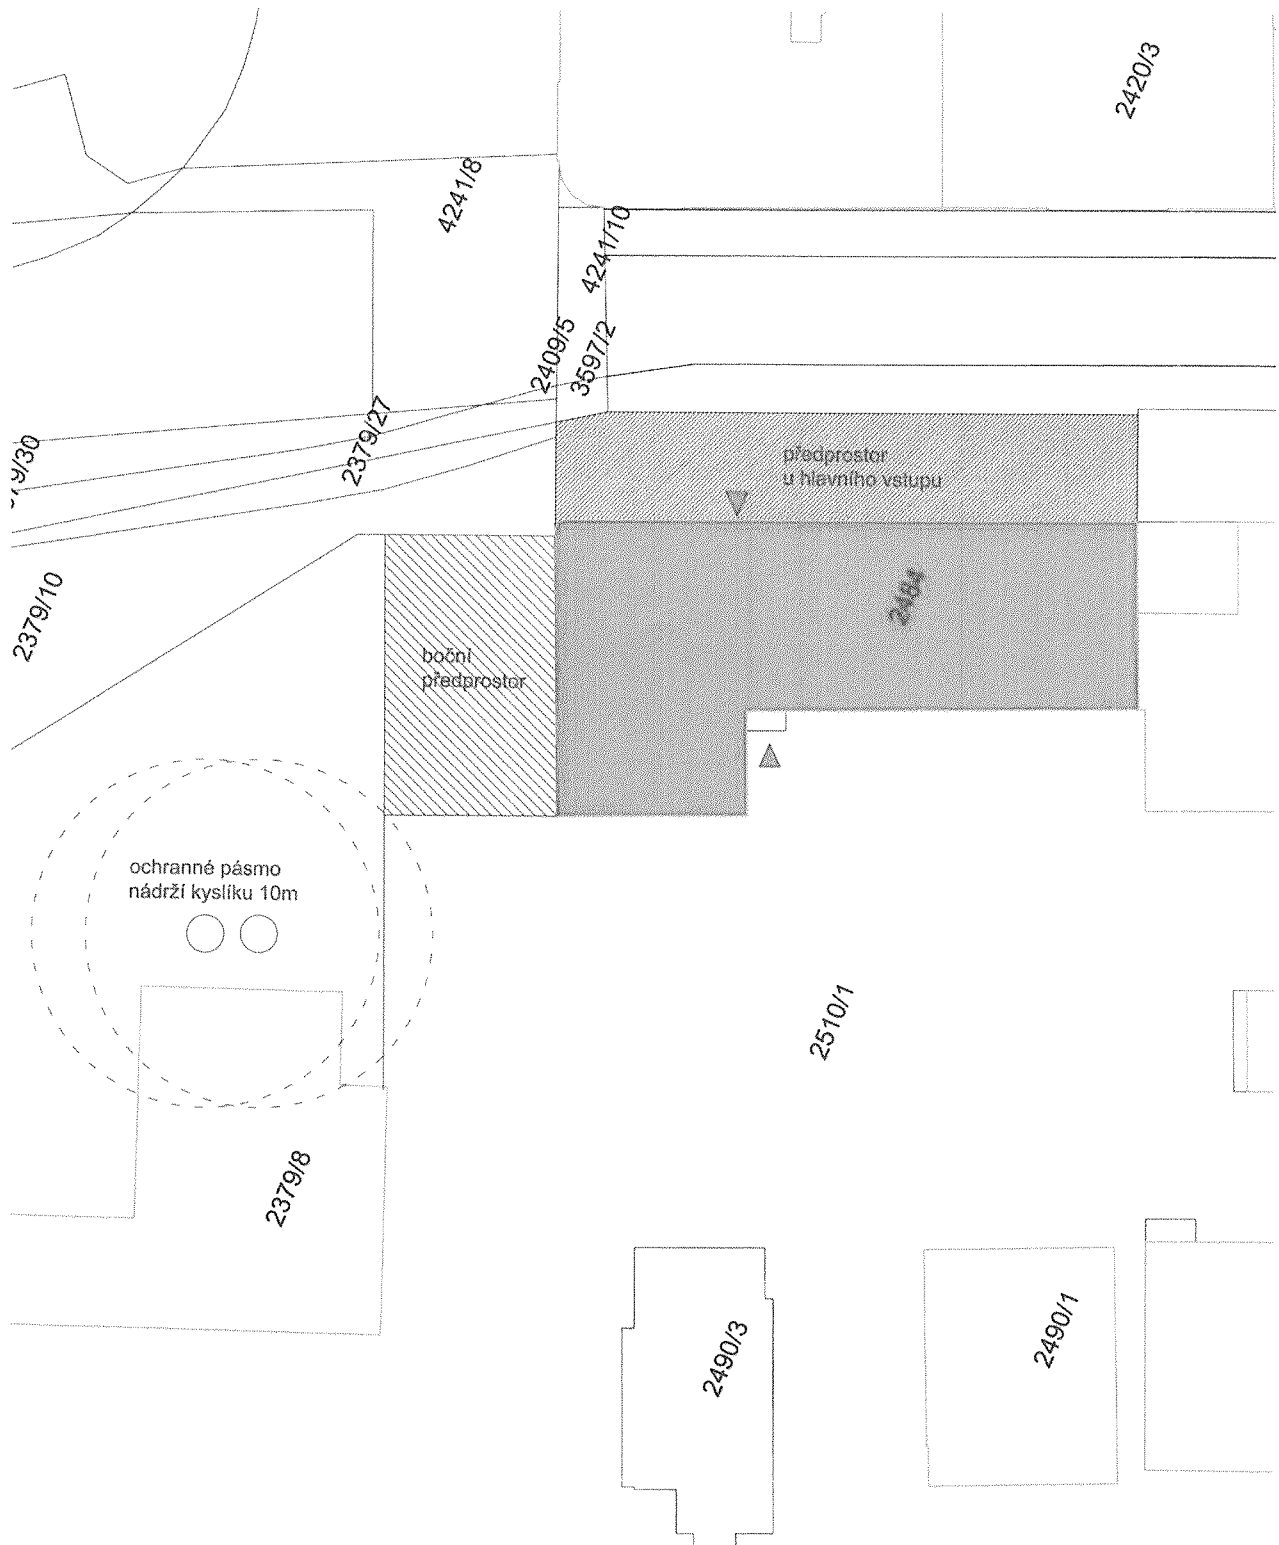 2420/3
4241/8
4241/10
2409/5
3597/2
2379/27
předprostor
u hlavního vstupu
2379/10
2484
boční
předprostor
ochranné pásmo
nádrží kyslíku 10m
2510/1
2379/8
2490/3
2490/1